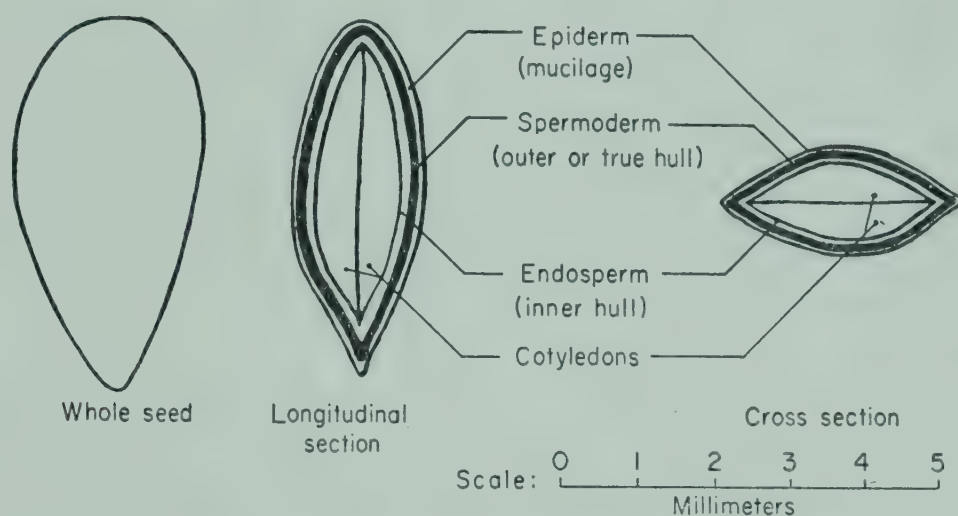 Epiderm
(mucilage)
Spermoderm
(outer or true hull)
Endosperm
(inner hull)
Cotyledons
Whole seed
Longitudinal
section
Cross section
Scale: 0 1 2 3 4 5
Millimeters